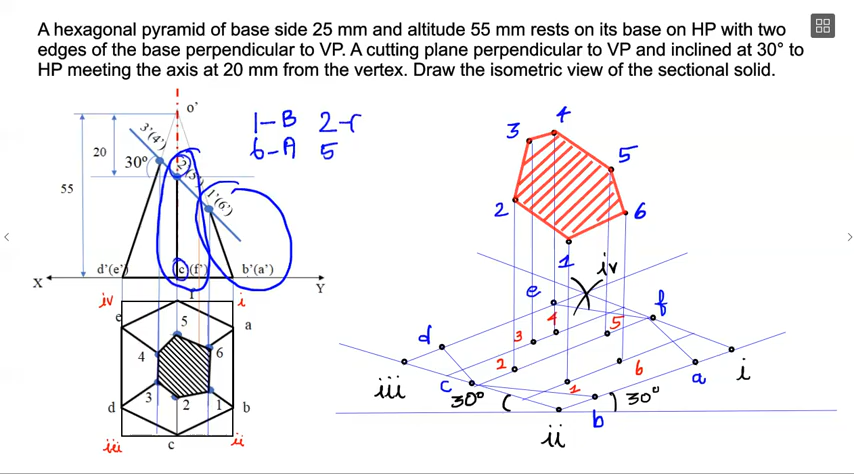 A hexagonal pyramid of base side 25 mm and altitude 55 mm rests on its base on HP with two
edges of the base perpendicular to VP. A cutting plane perpendicular to VP and inclined at 30° to
HP meeting the axis at 20 mm from the vertex. Draw the isometric view of the sectional solid.
o'
1-B 2-c
6-A 5
3'(4')
20
30°
2'(5')
1'(6')
55
d'(e')
c'(f')
b'(a')
X
Y
iv
f
i
e
5
a
4
6
3
2
1
d
b
iii
c
ii
4
3
5
2
6
1
iv
e
f
4
5
d
3
2
6
a
i
iii
c
1
30°
b
30°
ii